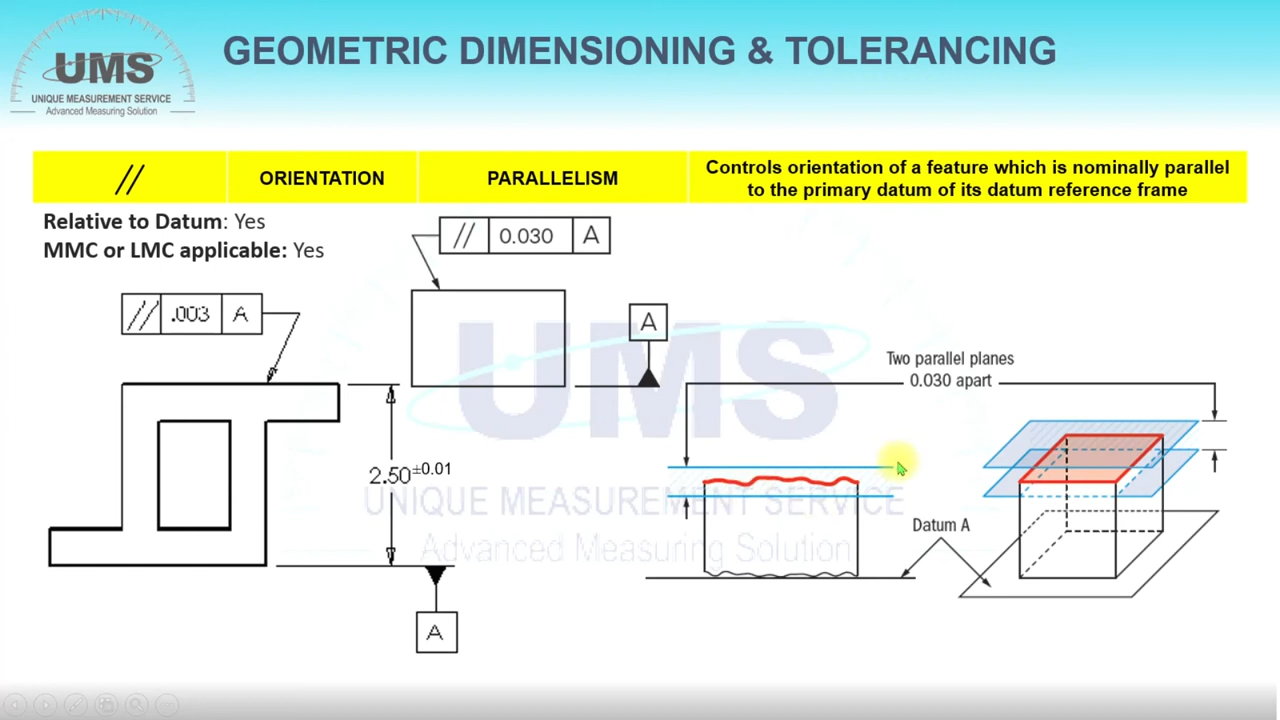 GEOMETRIC DIMENSIONING & TOLERANCING
UMS
UNIQUE MEASUREMENT SERVICE
Advanced Measuring Solution
// ORIENTATION PARALLELISM Controls orientation of a feature which is nominally parallel
to the primary datum of its datum reference frame
Relative to Datum: Yes
MMC or LMC applicable: Yes
// 0.030 A
// .003 A
A
Two parallel planes
0.030 apart
2.50±0.01
Datum A
A
UMS
UNIQUE MEASUREMENT SERVICE
Advanced Measuring Solution